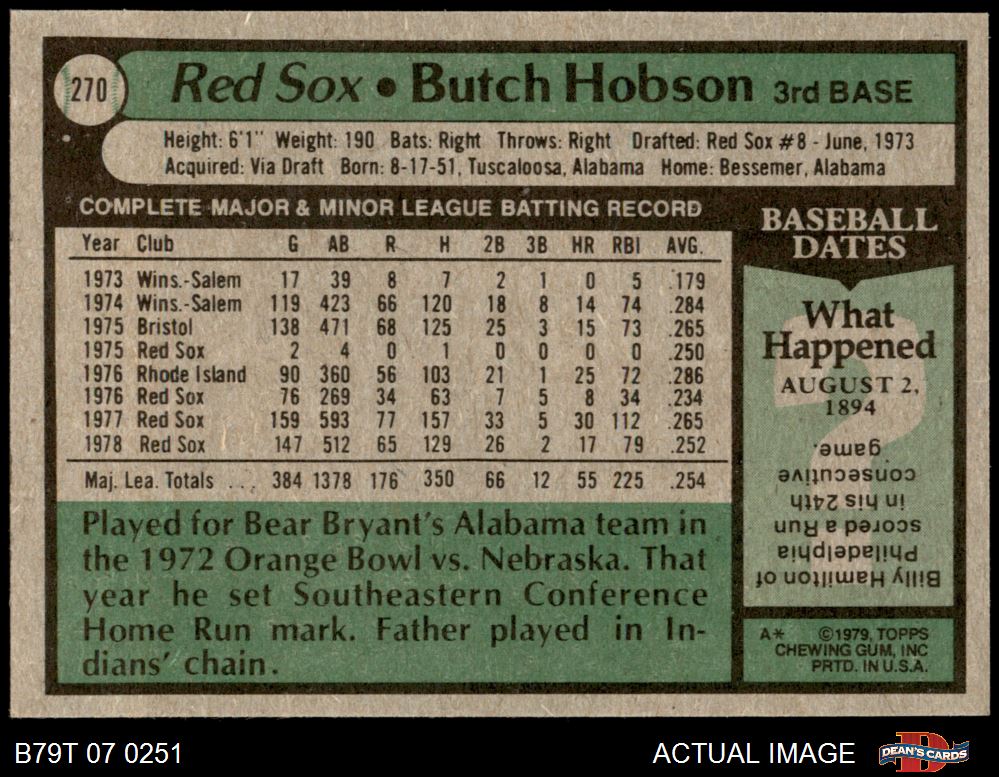 270
Red Sox • Butch Hobson 3rd BASE
Height: 6'1" Weight: 190 Bats: Right Throws: Right Drafted: Red Sox #8 - June, 1973
Acquired: Via Draft Born: 8-17-51, Tuscaloosa, Alabama Home: Bessemer, Alabama
COMPLETE MAJOR & MINOR LEAGUE BATTING RECORD
Year Club G AB R H 2B 3B HR RBI AVG.
1973 Wins.-Salem 17 39 8 7 2 1 0 5 .179
1974 Wins.-Salem 119 423 66 120 18 8 14 74 .284
1975 Bristol 138 471 68 125 25 3 15 73 .265
1975 Red Sox 2 4 0 1 0 0 0 0 .250
1976 Rhode Island 90 360 56 103 21 1 25 72 .286
1976 Red Sox 76 269 34 63 7 5 8 34 .234
1977 Red Sox 159 593 77 157 33 5 30 112 .265
1978 Red Sox 147 512 65 129 26 2 17 79 .252
Maj. Lea. Totals ... 384 1378 176 350 66 12 55 225 .254
Played for Bear Bryant's Alabama team in
the 1972 Orange Bowl vs. Nebraska. That
year he set Southeastern Conference
Home Run mark. Father played in In-
dians' chain.
BASEBALL
DATES
What
Happened
AUGUST 2,
1894
Billy Hamilton of
Philadelphia
scored a Run
in his 24th
consecutive
game.
A* ©1979, TOPPS
CHEWING GUM, INC
PRTD. IN U.S.A.
B79T 07 0251
ACTUAL IMAGE
DEAN'S CARDS